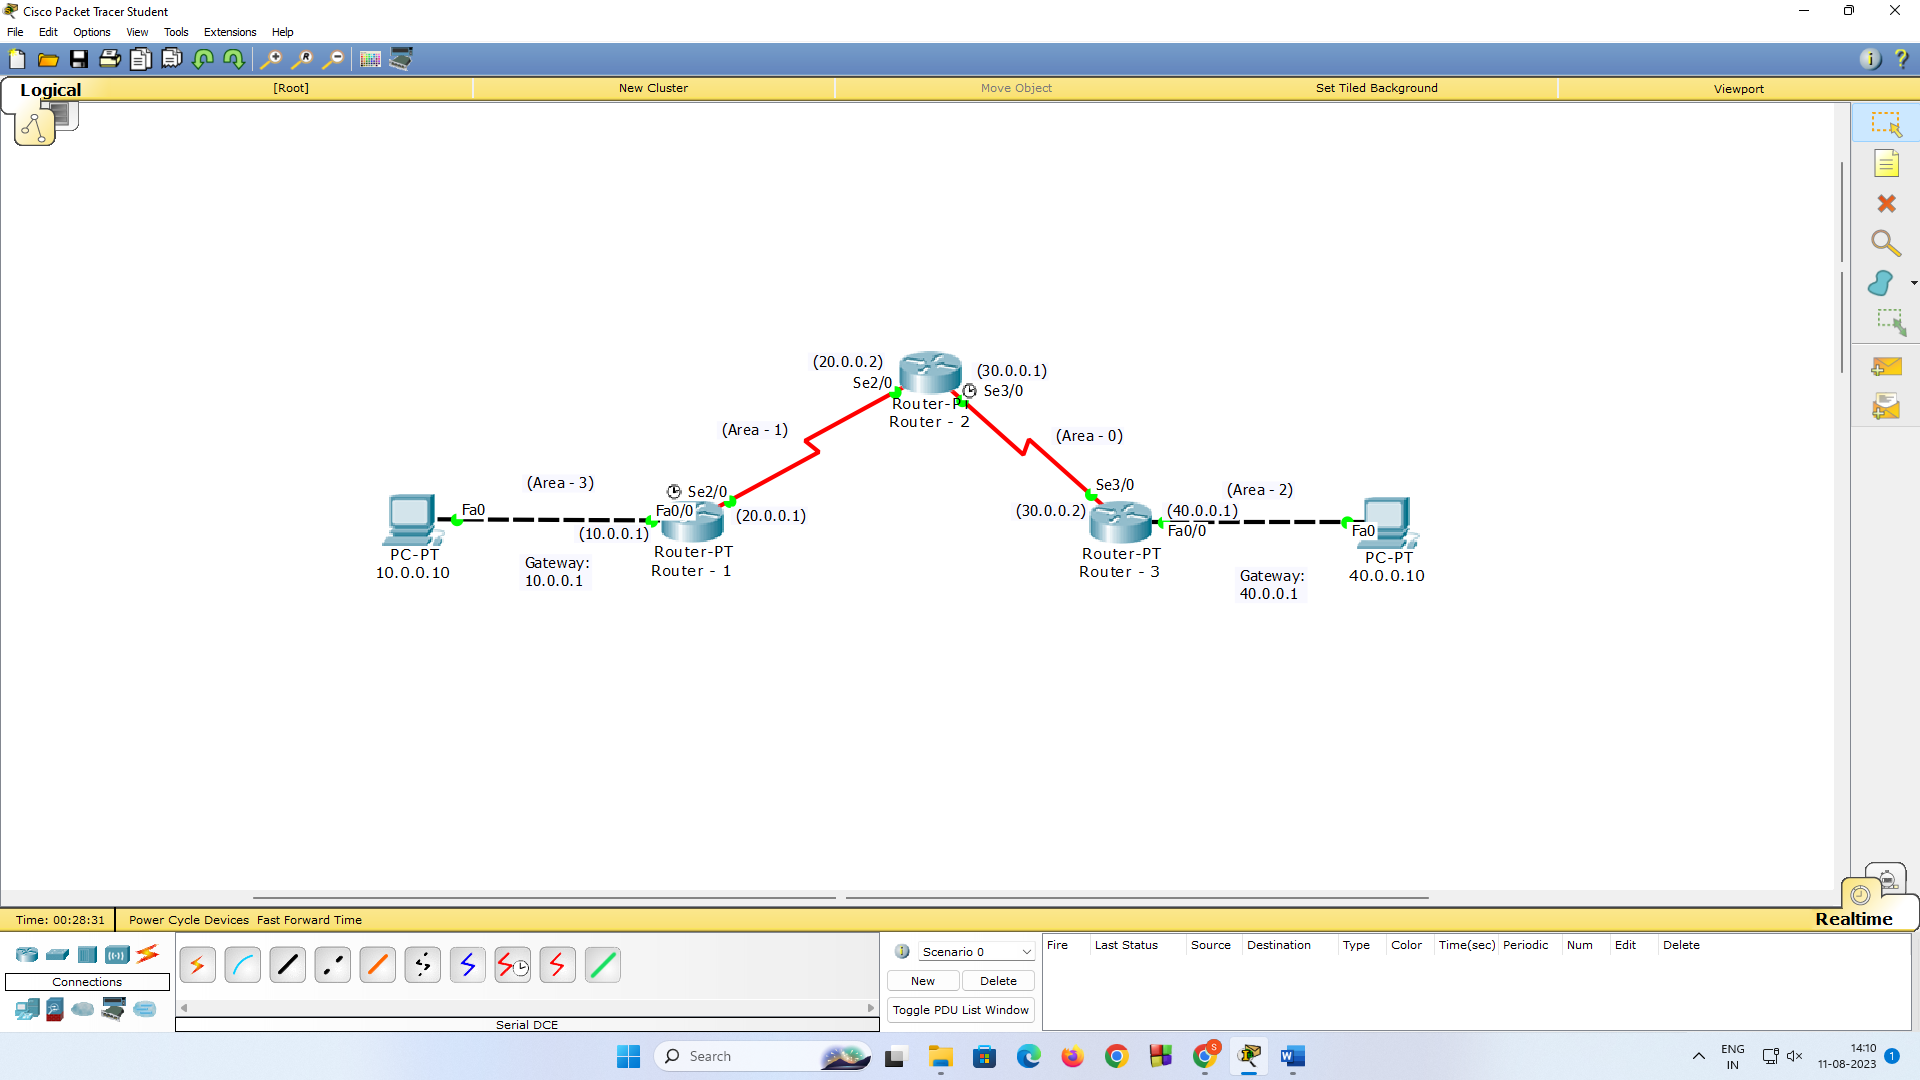 Cisco Packet Tracer Student
File Edit Options View Tools Extensions Help
Logical [Root] New Cluster Move Object Set Tiled Background Viewport
(20.0.0.2)
(30.0.0.1)
Se2/0
Se3/0
Router-PT
Router - 2
(Area - 1)
(Area - 0)
(Area - 3)
Se2/0
Se3/0
(Area - 2)
Fa0
Fa0/0
(20.0.0.1)
(30.0.0.2)
(40.0.0.1)
(10.0.0.1)
Fa0/0
Fa0
PC-PT
10.0.0.10
Gateway:
10.0.0.1
Router-PT
Router - 1
Router-PT
Router - 3
Gateway:
40.0.0.1
PC-PT
40.0.0.10
Time: 00:28:31 Power Cycle Devices Fast Forward Time
Realtime
Connections
Serial DCE
Scenario 0
New Delete
Toggle PDU List Window
Fire Last Status Source Destination Type Color Time(sec) Periodic Num Edit Delete
Search
S
ENG
IN
14:10
11-08-2023
1